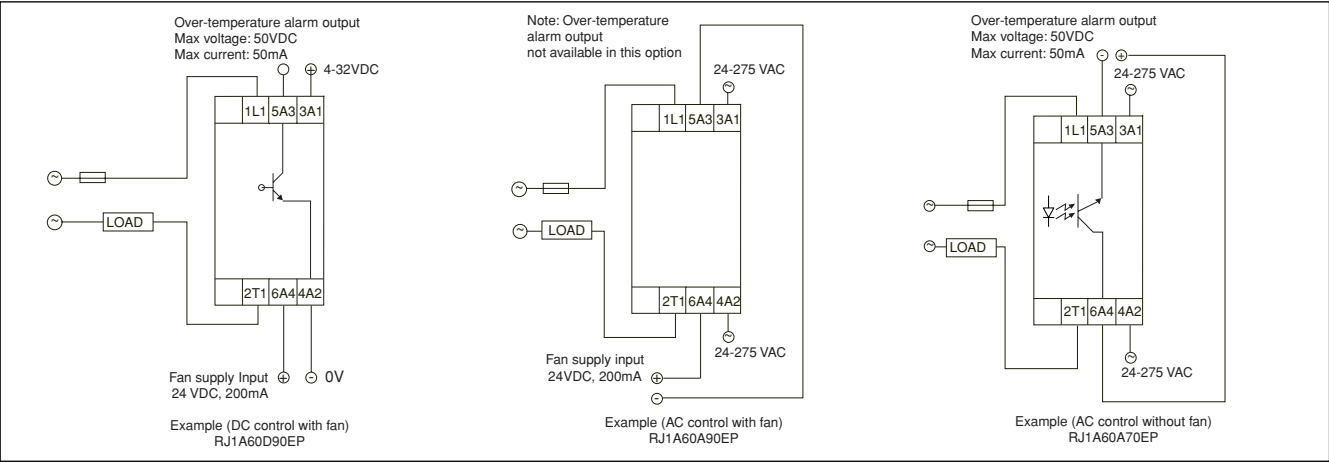 Over-temperature alarm output
Max voltage: 50VDC
Max current: 50mA
- +
4-32VDC
1L1 5A3 3A1
~
~
LOAD
2T1 6A4 4A2
Fan supply Input + - 0V
24 VDC, 200mA
Example (DC control with fan)
RJ1A60D90EP
Note: Over-temperature
alarm output
not available in this option
24-275 VAC
~
1L1 5A3 3A1
~
~
LOAD
2T1 6A4 4A2
~
24-275 VAC
Fan supply input
24VDC, 200mA +
-
Example (AC control with fan)
RJ1A60A90EP
Over-temperature alarm output
Max voltage: 50VDC
Max current: 50mA - +
24-275 VAC
~
1L1 5A3 3A1
~
~
LOAD
2T1 6A4 4A2
~
24-275 VAC
Example (AC control without fan)
RJ1A60A70EP